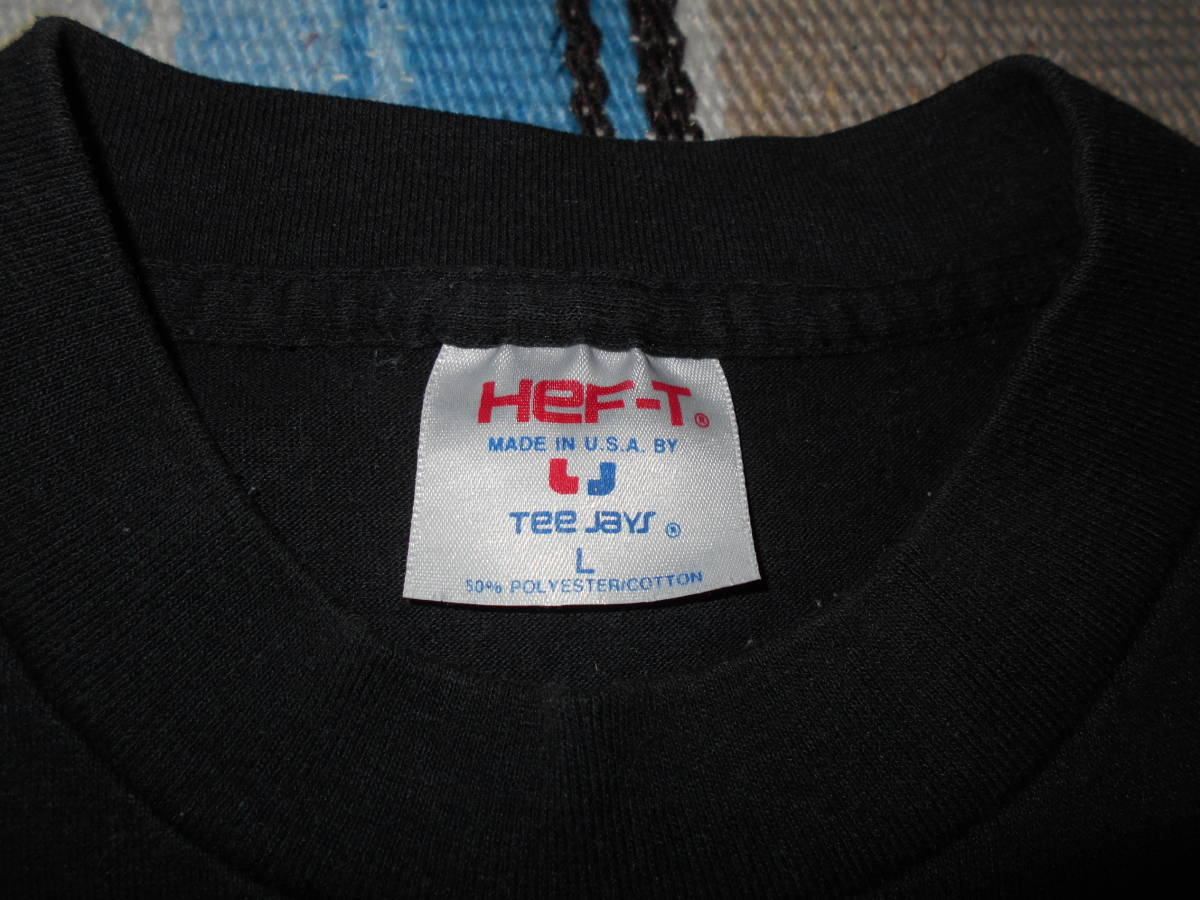 HeF-T®
MADE IN U.S.A. BY
TEE JAYS ®
L
50% POLYESTER/COTTON